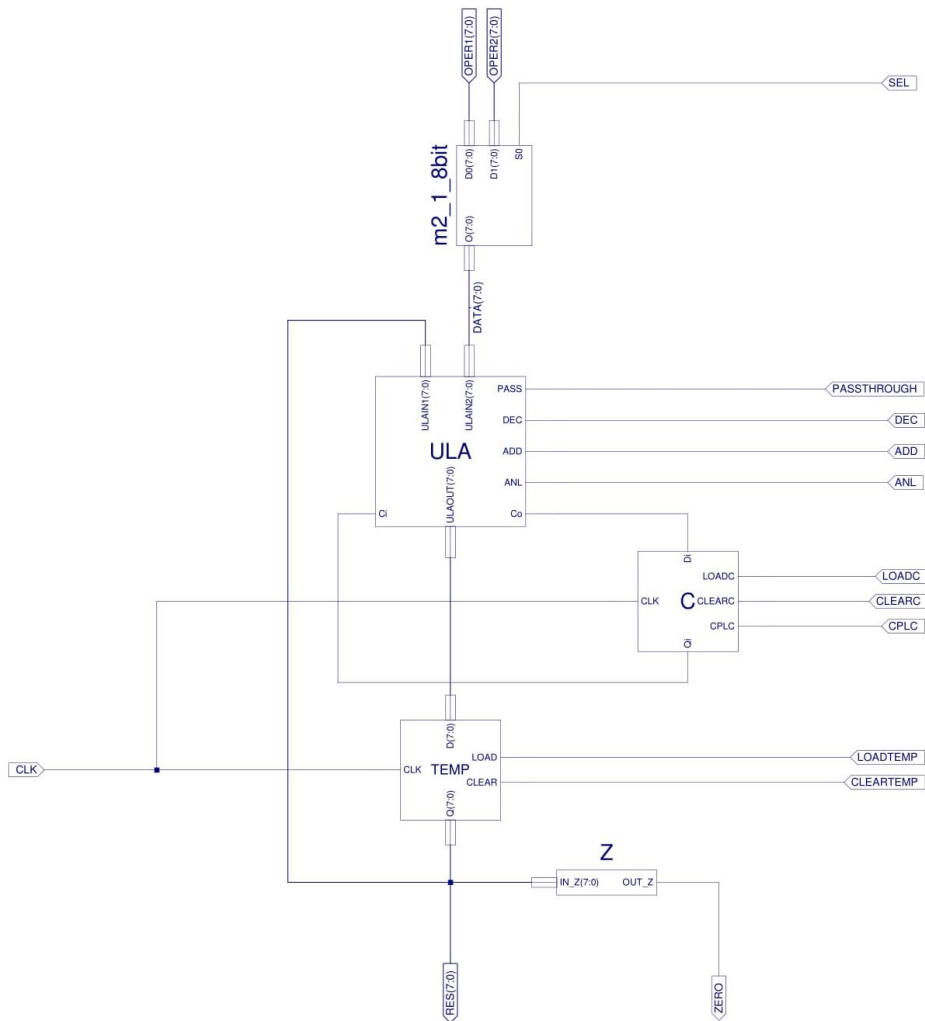 OPER1(7:0)
OPER2(7:0)
SEL
m2_1_8bit
D0(7:0)
D1(7:0)
S0
O(7:0)
DATA(7:0)
ULAIN1(7:0)
ULAIN2(7:0)
PASS
PASSTHROUGH
DEC
DEC
ULA
ADD
ADD
ANL
ANL
ULAOUT(7:0)
Ci
Co
Di
LOADC
LOADC
CLK
C
CLEARC
CLEARC
CPLC
CPLC
Qi
D(7:0)
LOAD
LOADTEMP
CLK
CLK
TEMP
CLEAR
CLEARTEMP
Q(7:0)
Z
IN_Z(7:0)
OUT_Z
RES(7:0)
ZERO